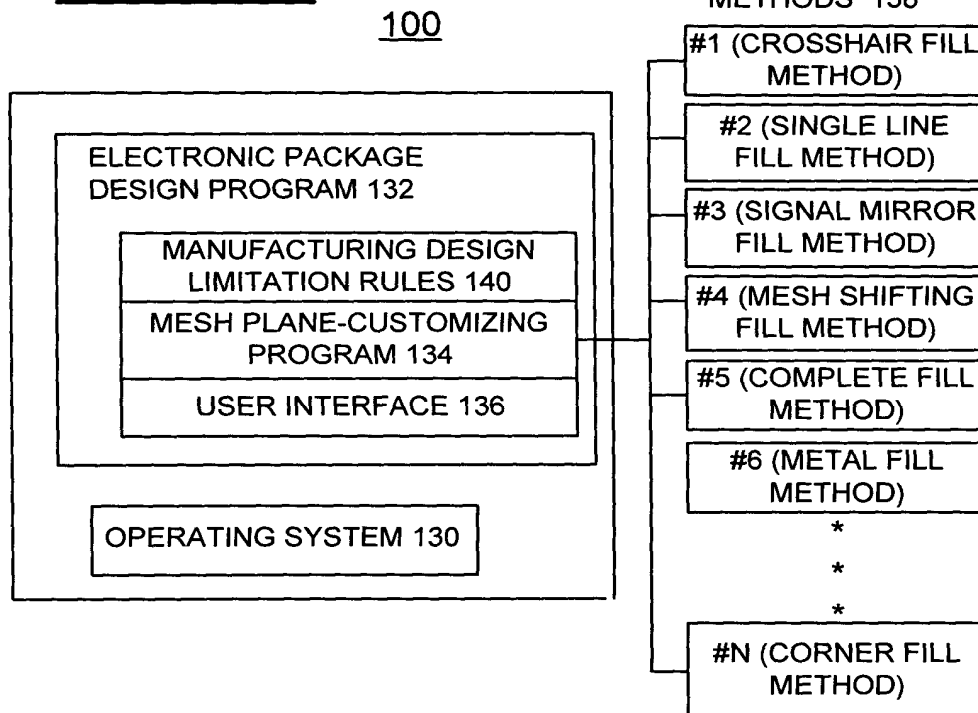 100
METHODS 138
#1 (CROSSHAIR FILL
METHOD)
ELECTRONIC PACKAGE
DESIGN PROGRAM 132
MANUFACTURING DESIGN
LIMITATION RULES 140
MESH PLANE-CUSTOMIZING
PROGRAM 134
USER INTERFACE 136
OPERATING SYSTEM 130
#2 (SINGLE LINE
FILL METHOD)
#3 (SIGNAL MIRROR
FILL METHOD)
#4 (MESH SHIFTING
FILL METHOD)
#5 (COMPLETE FILL
METHOD)
#6 (METAL FILL
METHOD)
*
*
*
#N (CORNER FILL
METHOD)